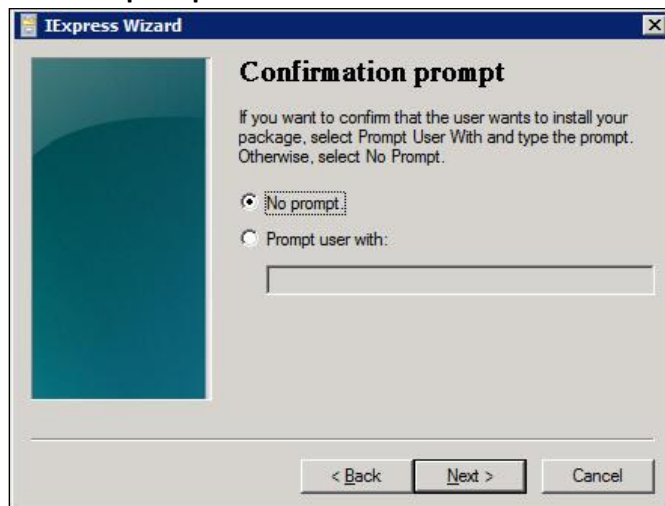 IExpress Wizard
Confirmation prompt
If you want to confirm that the user wants to install your
package, select Prompt User With and type the prompt.
Otherwise, select No Prompt.
No prompt.
Prompt user with:
< Back
Next >
Cancel